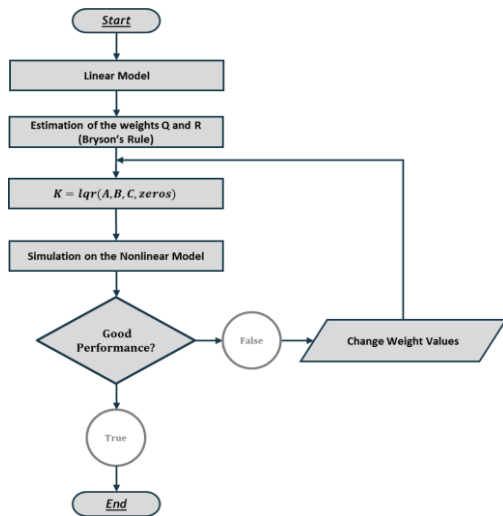 Start
Linear Model
Estimation of the weights Q and R
(Bryson's Rule)
K = lqr(A,B,C,zeros)
Simulation on the Nonlinear Model
Good
Performance?
False
Change Weight Values
True
End